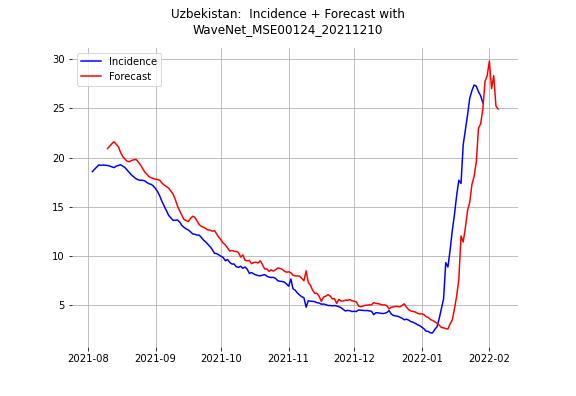 Uzbekistan:  Incidence + Forecast with
WaveNet_MSE00124_20211210
Incidence
Forecast
30
25
20
15
10
5
2021-08 2021-09 2021-10 2021-11 2021-12 2022-01 2022-02